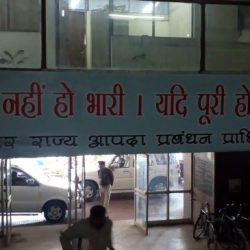 नहीं हो भारी । यदि पूरी हो
राज्य आपदा प्रबंधन